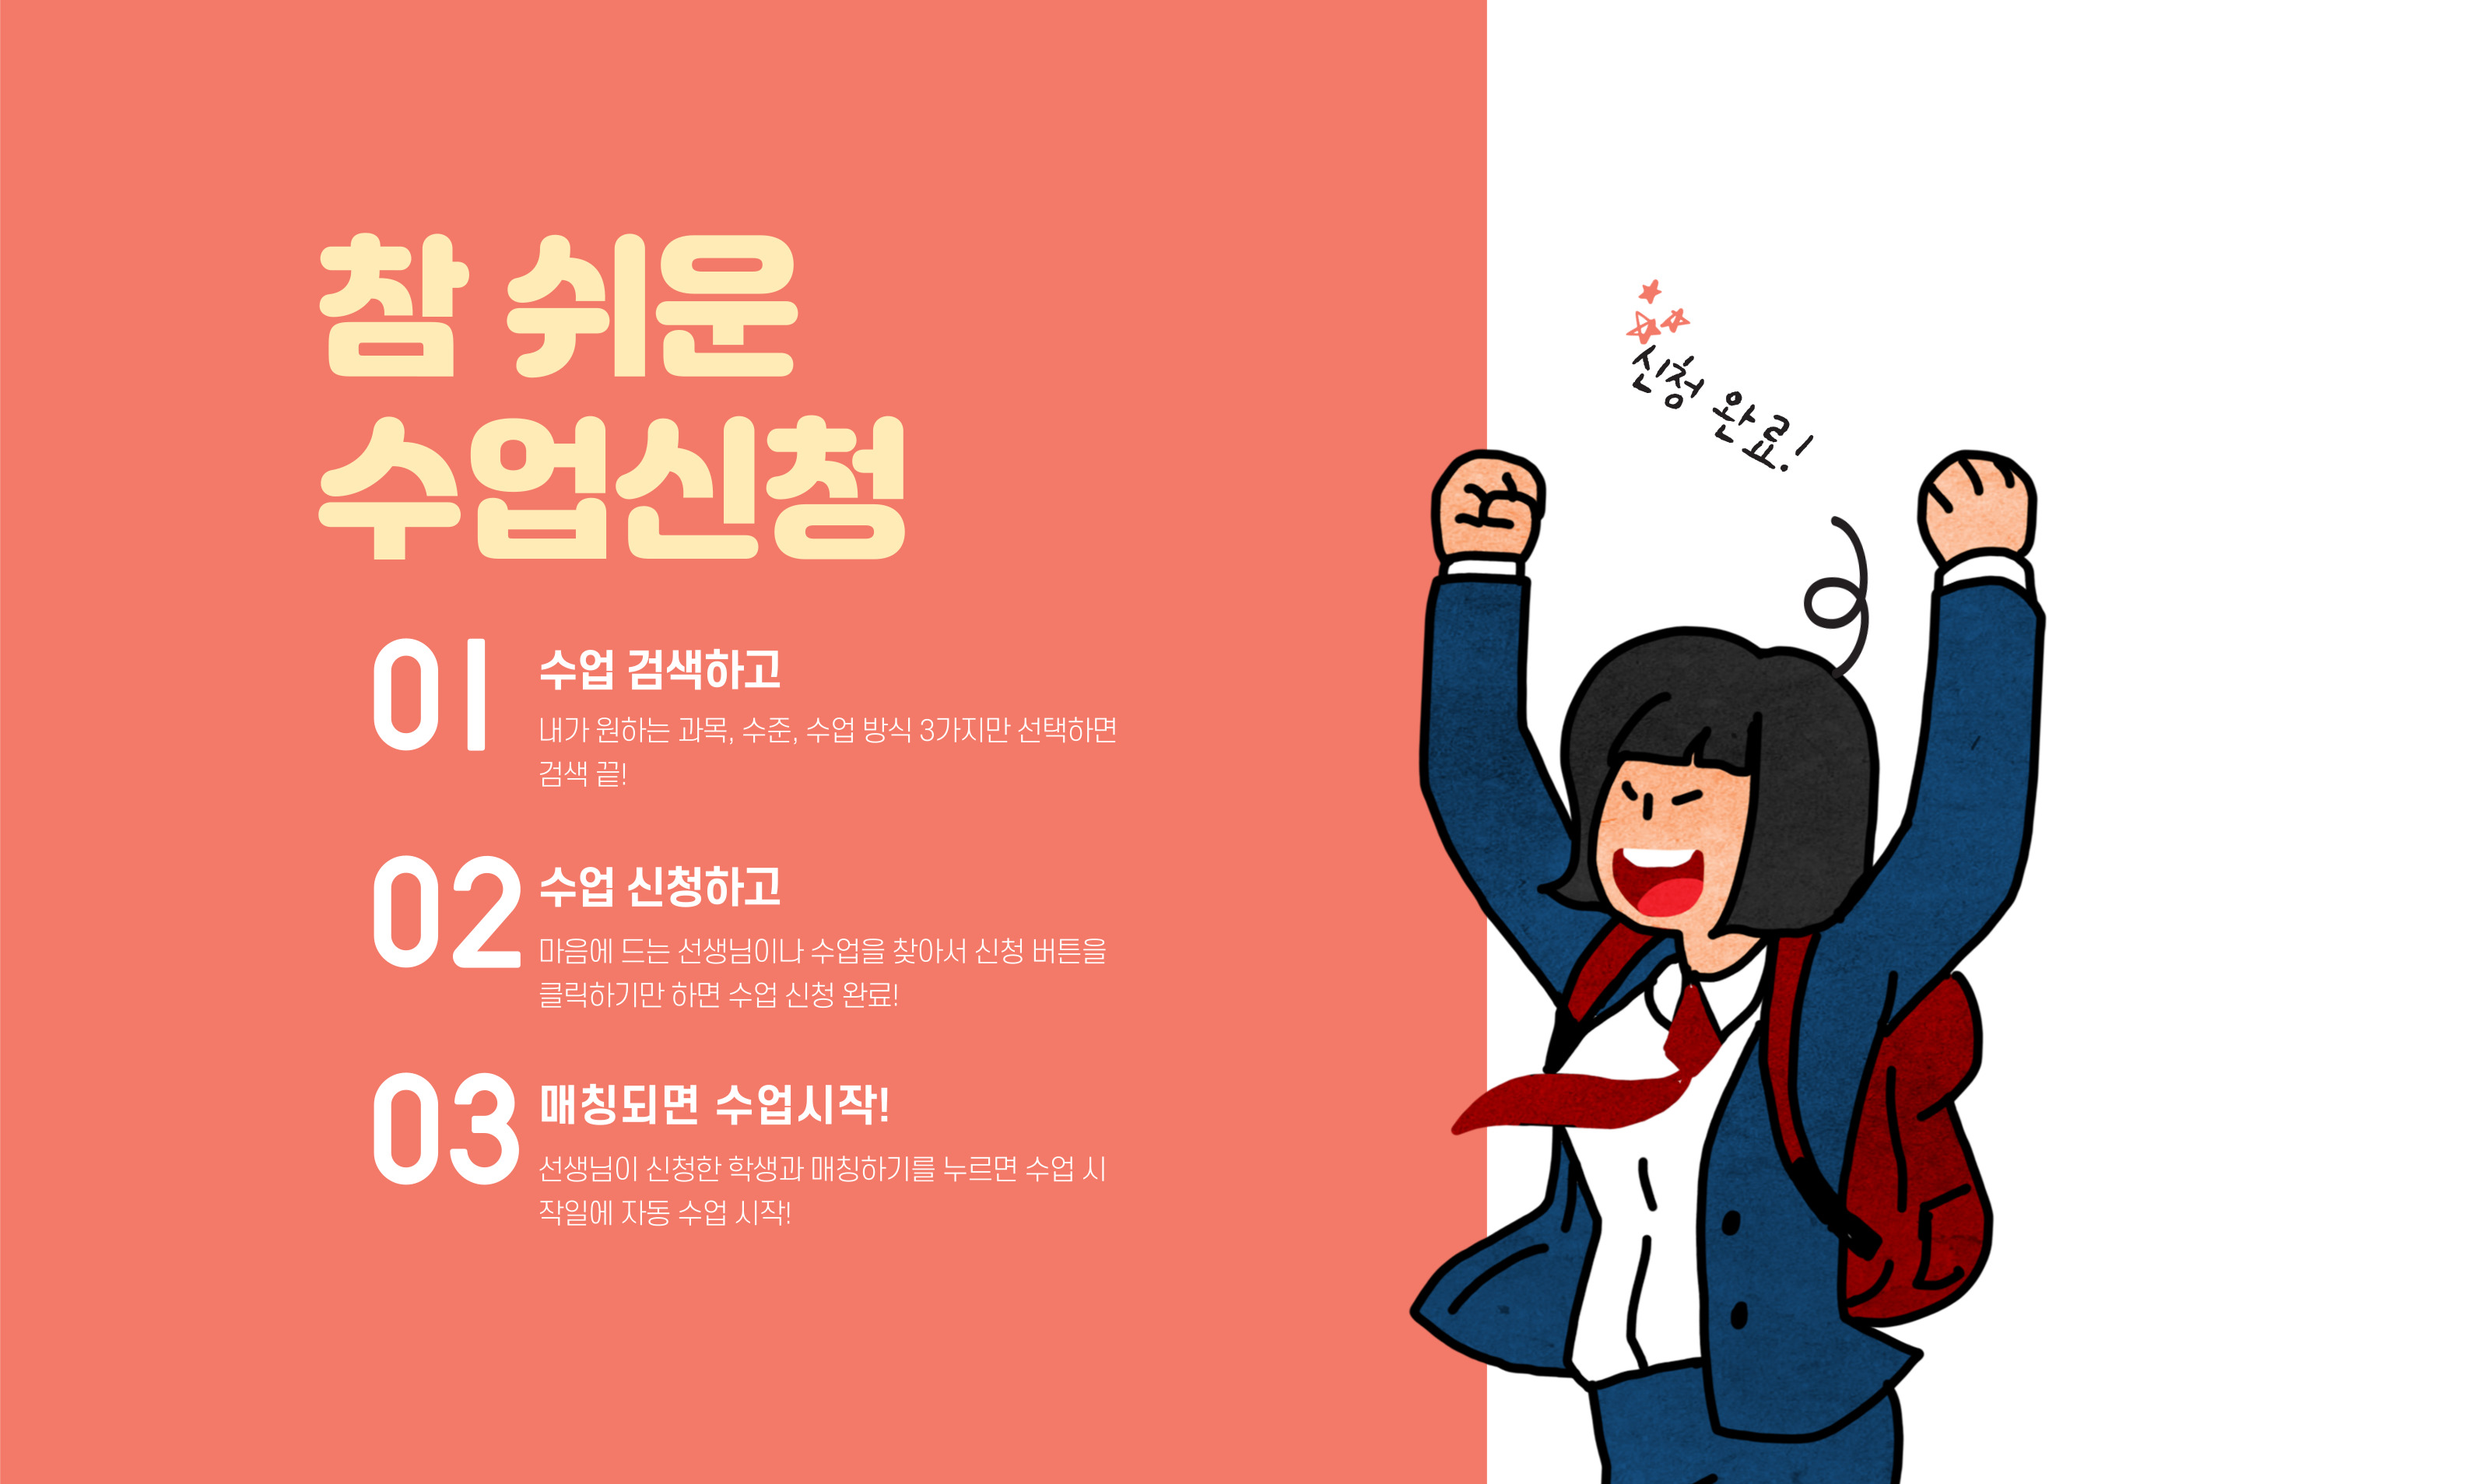 참 쉬운
수업신청
01
수업 검색하고
내가 원하는 과목, 수준, 수업 방식 3가지만 선택하면
검색 끝!
02
수업 신청하고
마음에 드는 선생님이나 수업을 찾아서 신청 버튼을
클릭하기만 하면 수업 신청 완료!
03
매칭되면 수업시작!
선생님이 신청한 학생과 매칭하기를 누르면 수업 시
작일에 자동 수업 시작!
신청 완료!